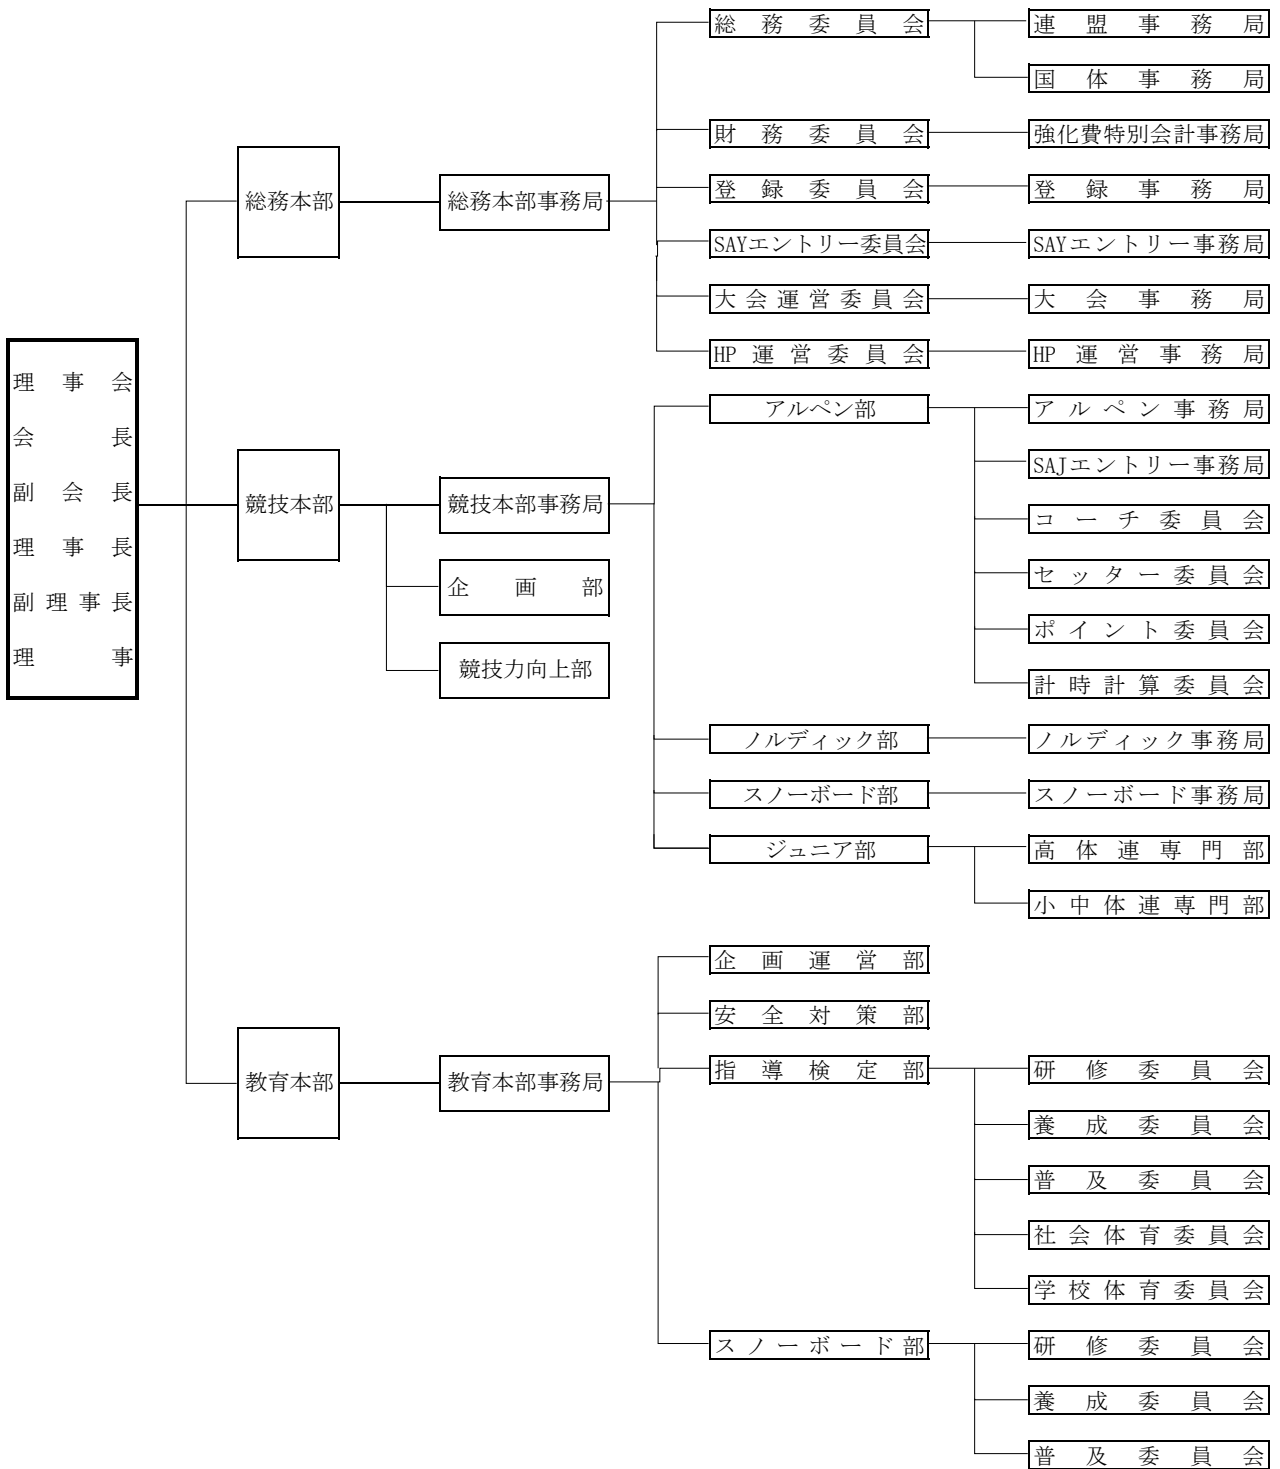 総務委員会
連盟事務局
国体事務局
財務委員会
強化費特別会計事務局
総務本部
総務本部事務局
登録委員会
登録事務局
SAYエントリー委員会
SAYエントリー事務局
大会運営委員会
大会事務局
HP運営委員会
HP運営事務局
理事会
会長
副会長
理事長
副理事長
理事
競技本部
競技本部事務局
企画部
競技力向上部
アルペン部
アルペン事務局
SAJエントリー事務局
コーチ委員会
セッター委員会
ポイント委員会
計時計算委員会
ノルディック部
ノルディック事務局
スノーボード部
スノーボード事務局
ジュニア部
高体連専門部
小中体連専門部
教育本部
教育本部事務局
企画運営部
安全対策部
指導検定部
研修委員会
養成委員会
普及委員会
社会体育委員会
学校体育委員会
スノーボード部
研修委員会
養成委員会
普及委員会